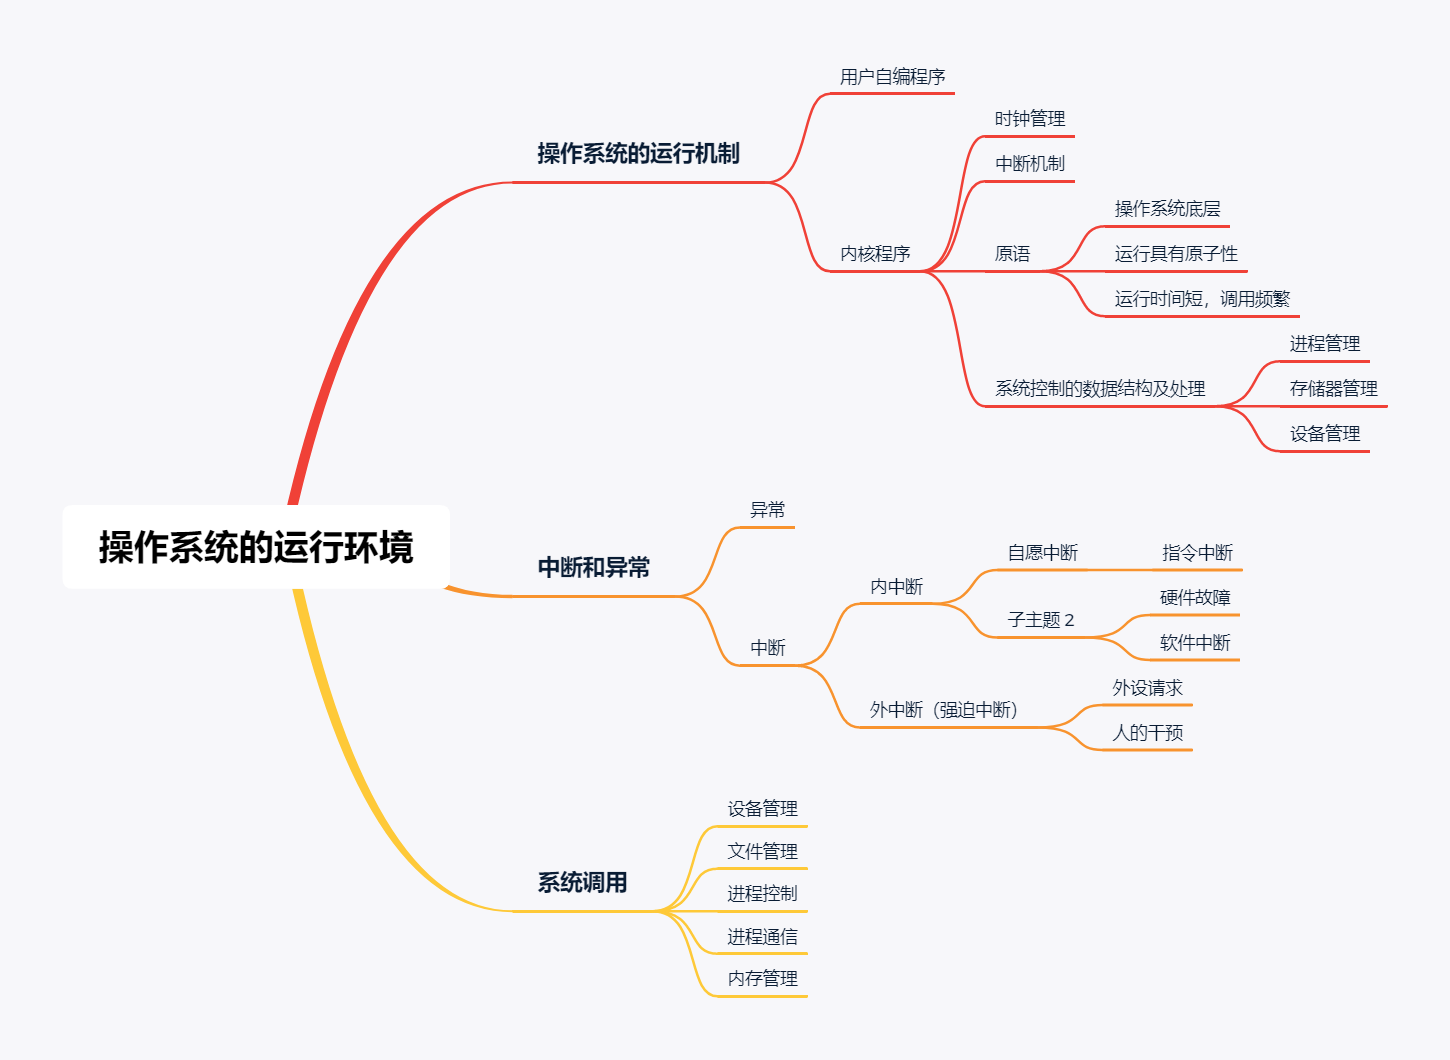 操作系统的运行环境
操作系统的运行机制
用户自编程序
内核程序
时钟管理
中断机制
原语
操作系统底层
运行具有原子性
运行时间短，调用频繁
系统控制的数据结构及处理
进程管理
存储器管理
设备管理
中断和异常
异常
中断
内中断
自愿中断
指令中断
子主题 2
硬件故障
软件中断
外中断（强迫中断）
外设请求
人的干预
系统调用
设备管理
文件管理
进程控制
进程通信
内存管理